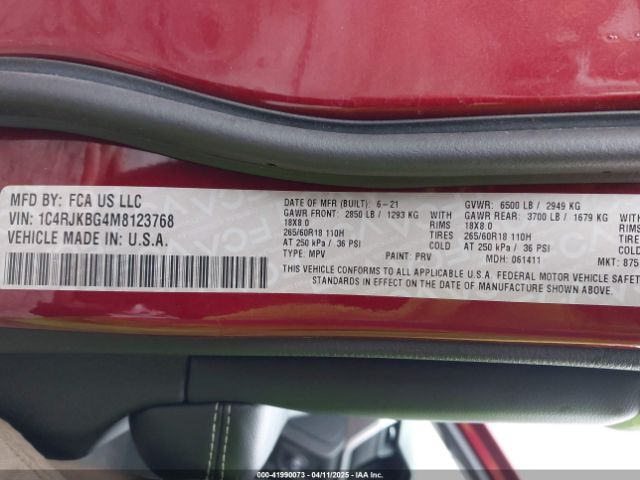 MFD BY: FCA US LLC
VIN: 1C4RJKBG4M8123768
VEHICLE MADE IN: U.S.A.
DATE OF MFR (BUILT): 6-21
GVWR: 6500 LB / 2949 KG
GAWR FRONT: 2850 LB / 1293 KG WITH
18X8.0 RIMS
265/60R18 110H TIRES
AT 250 kPa / 36 PSI COLD
GAWR REAR: 3700 LB / 1679 KG WITH
18X8.0 RIMS
265/60R18 110H TIRES
AT 250 kPa / 36 PSI COLD
TYPE: MPV PAINT: PRV MDH: 061411 MKT: 875
THIS VEHICLE CONFORMS TO ALL APPLICABLE U.S.A. FEDERAL MOTOR VEHICLE SAFETY
STANDARDS IN EFFECT ON THE DATE OF MANUFACTURE SHOWN ABOVE.
000-41990073 - 04/11/2025 - IAA